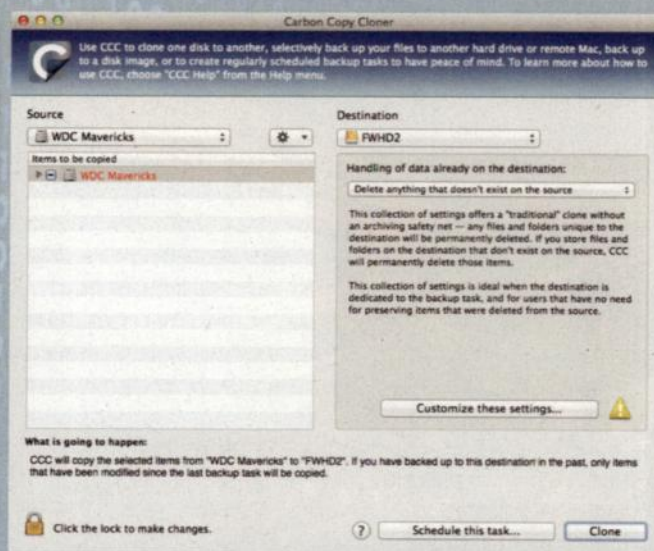 Carbon Copy Cloner
Use CCC to clone one disk to another, selectively back up your files to another hard drive or remote Mac, back up
to a disk image, or to create regularly scheduled backup tasks to have peace of mind. To learn more about how to
use CCC, choose "CCC Help" from the Help menu.
Source
WDC Mavericks
Items to be copied
WDC Mavericks
Destination
FWHD2
Handling of data already on the destination:
Delete anything that doesn't exist on the source
This collection of settings offers a "traditional" clone without
an archiving safety net — any files and folders unique to the
destination will be permanently deleted. If you store files and
folders on the destination that don't exist on the source, CCC
will permanently delete those items.
This collection of settings is ideal when the destination is
dedicated to the backup task, and for users that have no need
for preserving items that were deleted from the source.
Customize these settings...
What is going to happen:
CCC will copy the selected items from "WDC Mavericks" to "FWHD2". If you have backed up to this destination in the past, only items
that have been modified since the last backup task will be copied.
Click the lock to make changes.
?
Schedule this task...
Clone